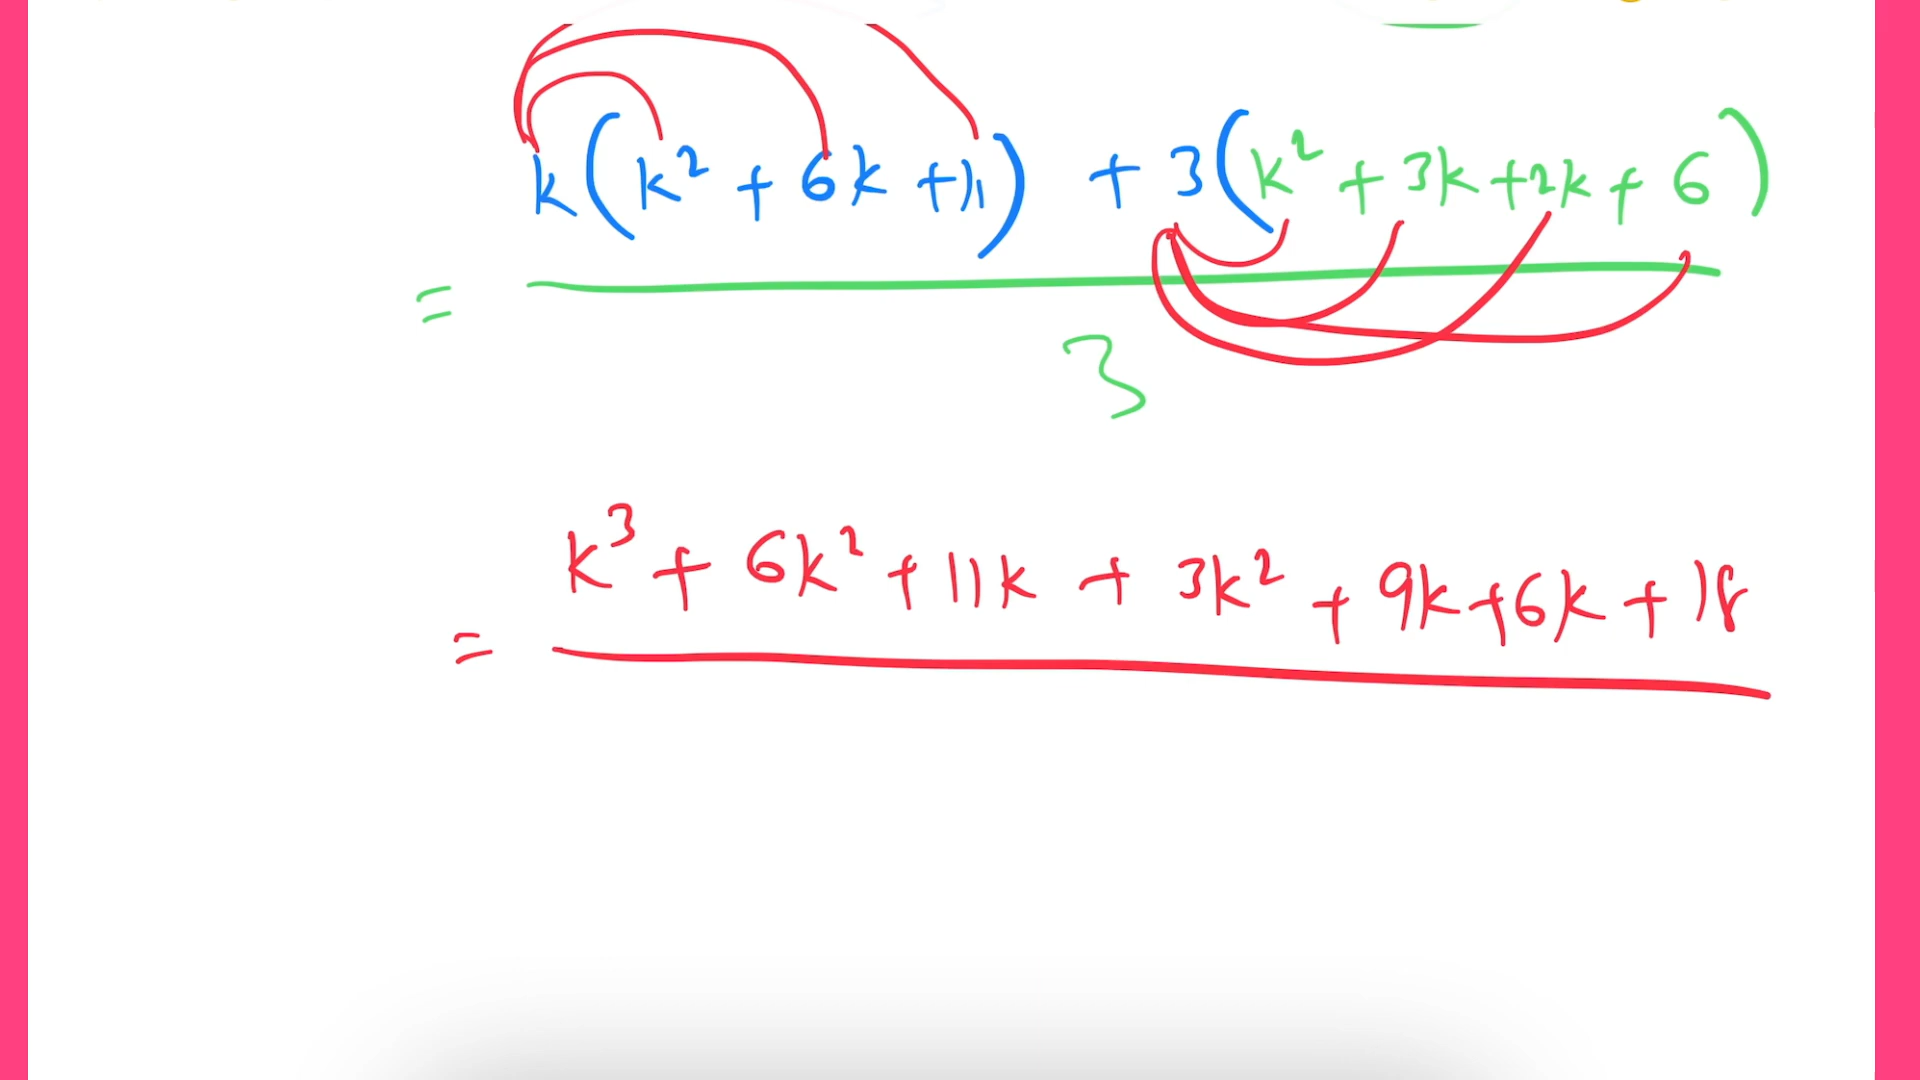 k(k² + 6k + 11) + 3(k² + 3k + 2k + 6)
=
3
k³ + 6k² + 11k + 3k² + 9k + 6k + 18
=